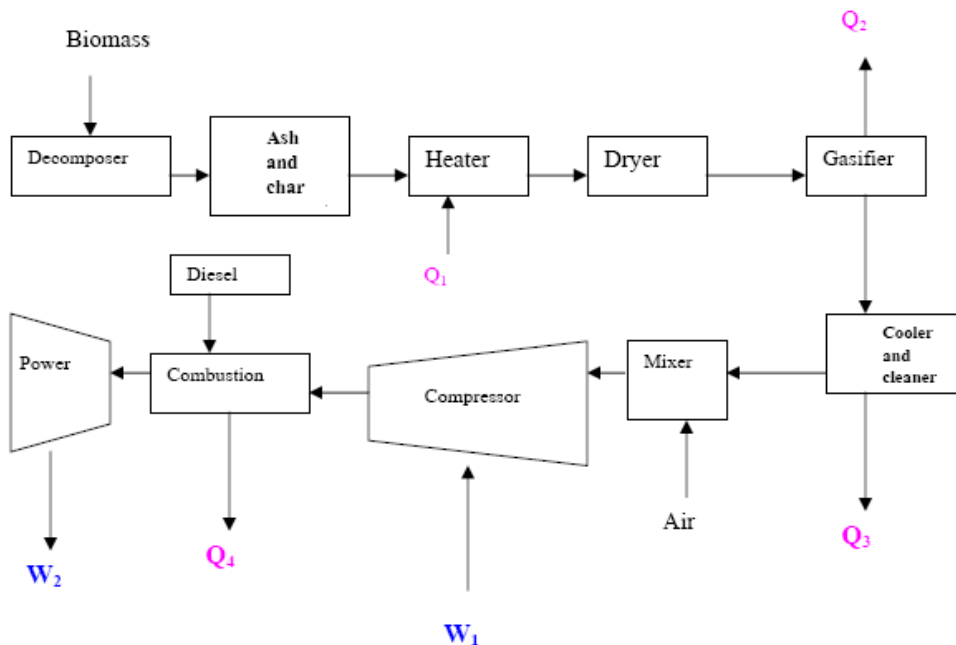 Biomass
Q₂
Decomposer
Ash
and
char
Heater
Dryer
Gasifier
Q₁
Diesel
Power
Combustion
Compressor
Mixer
Cooler
and
cleaner
Air
W₂
Q₄
W₁
Q₃